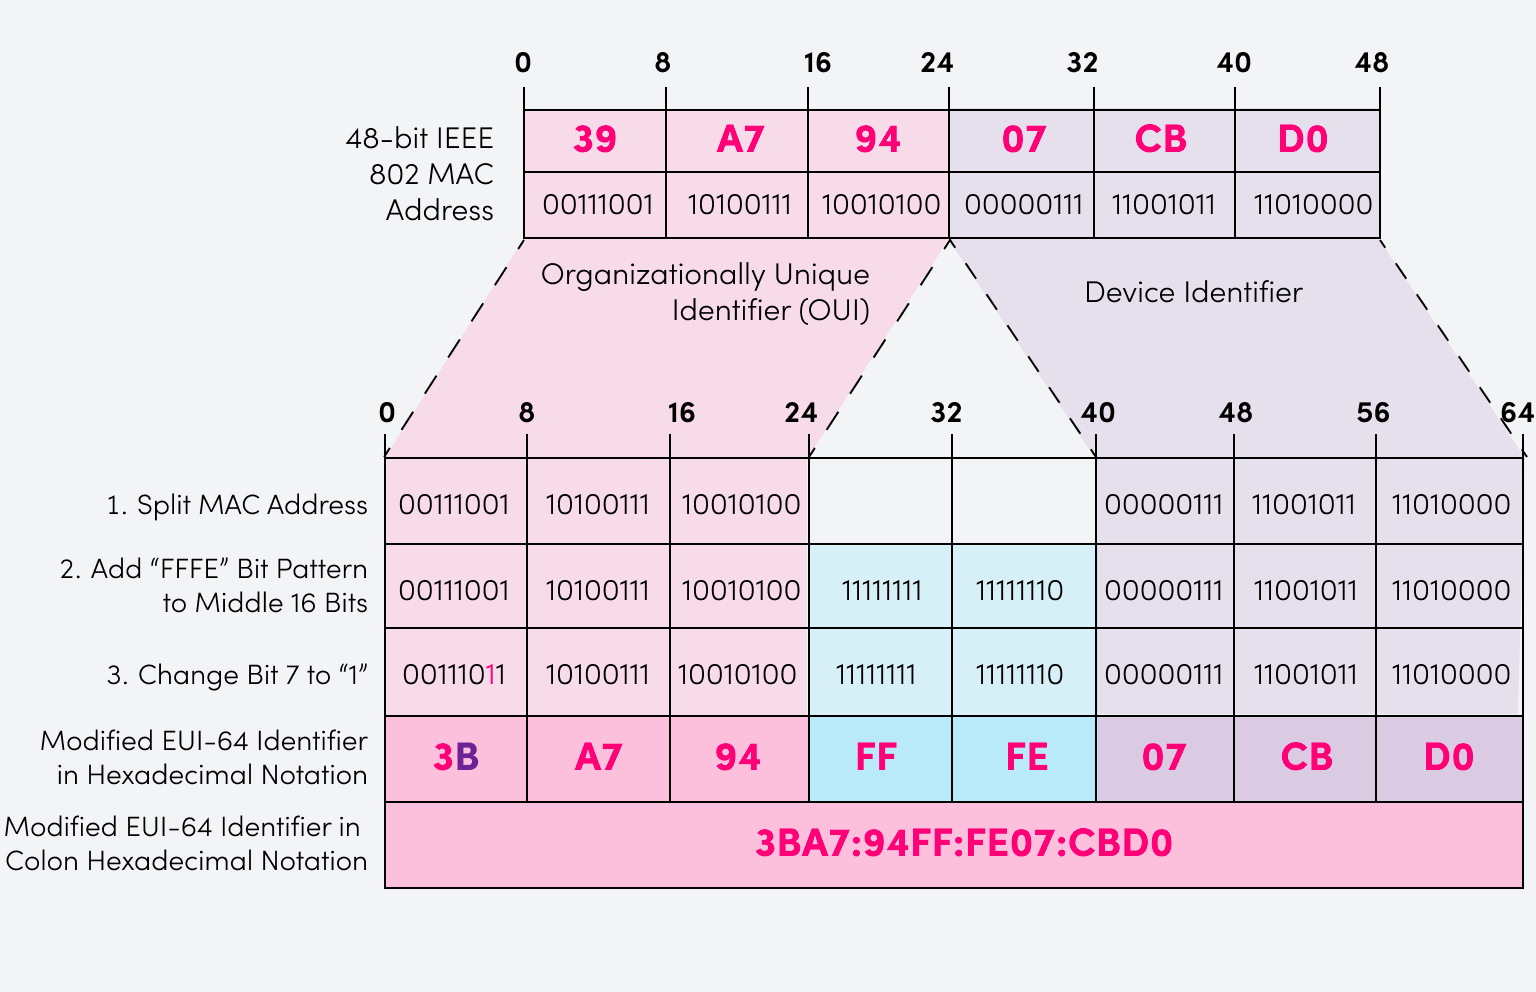 0 8 16 24 32 40 48
48-bit IEEE
802 MAC
Address
39 A7 94 07 CB D0
00111001 10100111 10010100 00000111 11001011 11010000
Organizationally Unique
Identifier (OUI)
Device Identifier
0 8 16 24 32 40 48 56 64
1. Split MAC Address 00111001 10100111 10010100 00000111 11001011 11010000
2. Add “FFFE” Bit Pattern
to Middle 16 Bits
00111001 10100111 10010100 11111111 11111110 00000111 11001011 11010000
3. Change Bit 7 to “1” 00111011 10100111 10010100 11111111 11111110 00000111 11001011 11010000
Modified EUI-64 Identifier
in Hexadecimal Notation
3B A7 94 FF FE 07 CB D0
Modified EUI-64 Identifier in
Colon Hexadecimal Notation
3BA7:94FF:FE07:CBD0